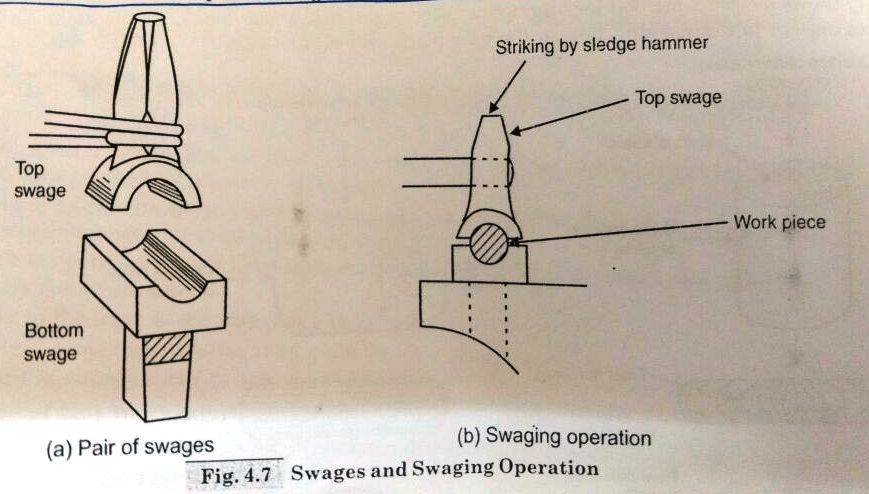 Striking by sledge hammer
Top swage
Top
swage
Work piece
Bottom
swage
(a) Pair of swages
(b) Swaging operation
Fig. 4.7 Swages and Swaging Operation